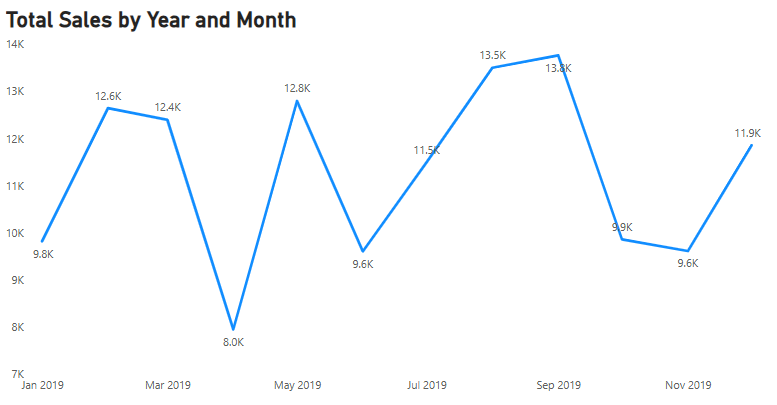 Total Sales by Year and Month
14K
13K
12K
11K
10K
9K
8K
7K
9.8K
12.6K
12.4K
8.0K
12.8K
9.6K
11.5K
13.5K
13.8K
9.9K
9.6K
11.9K
Jan 2019
Mar 2019
May 2019
Jul 2019
Sep 2019
Nov 2019